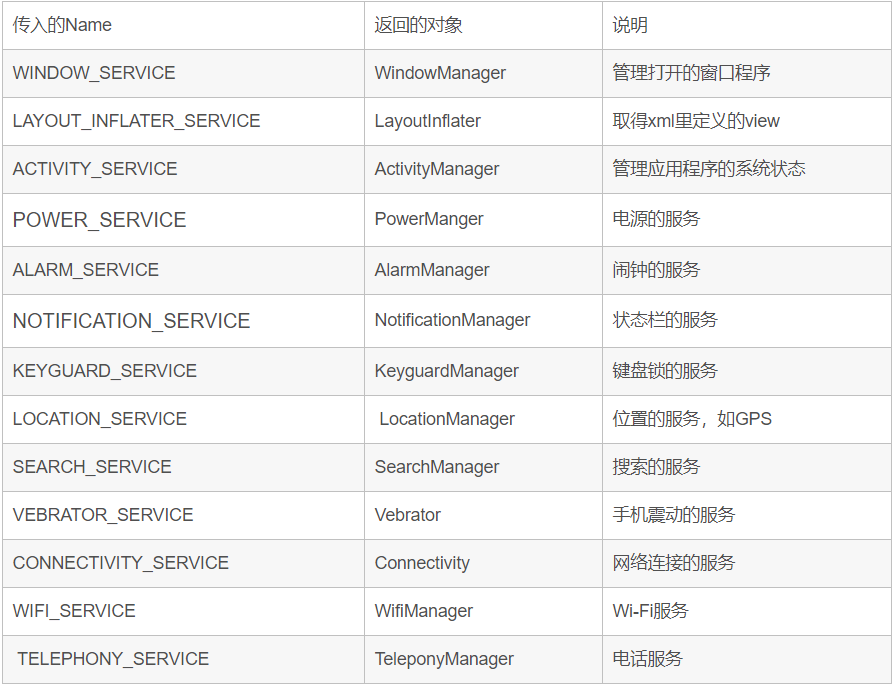 传入的Name 返回的对象 说明
WINDOW_SERVICE WindowManager 管理打开的窗口程序
LAYOUT_INFLATER_SERVICE LayoutInflater 取得xml里定义的view
ACTIVITY_SERVICE ActivityManager 管理应用程序的系统状态
POWER_SERVICE PowerManger 电源的服务
ALARM_SERVICE AlarmManager 闹钟的服务
NOTIFICATION_SERVICE NotificationManager 状态栏的服务
KEYGUARD_SERVICE KeyguardManager 键盘锁的服务
LOCATION_SERVICE LocationManager 位置的服务，如GPS
SEARCH_SERVICE SearchManager 搜索的服务
VEBRATOR_SERVICE Vebrator 手机震动的服务
CONNECTIVITY_SERVICE Connectivity 网络连接的服务
WIFI_SERVICE WifiManager Wi-Fi服务
TELEPHONY_SERVICE TeleponyManager 电话服务